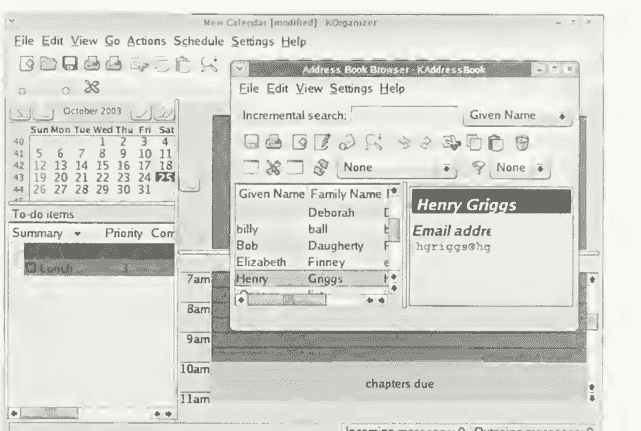 New Calendar [modified] - KOrganizer
File Edit View Go Actions Schedule Settings Help
October 2003
Sun Mon Tue Wed Thu Fri Sat
40 1 2 3 4
41 5 6 7 8 9 10 11
42 12 13 14 15 16 17 18
43 19 20 21 22 23 24 25
44 26 27 28 29 30 31
To-do items
Summary Priority Com
Lunch 3
7am
8am
9am
10am
11am
chapters due
Address Book Browser - KAddressBook
File Edit View Settings Help
Incremental search: Given Name
None None
Given Name Family Name
Deborah D
billy ball
Bob Daugherty
Elizabeth Finney e
Henry Griggs
Henry Griggs
Email addre
hgriggs@hg